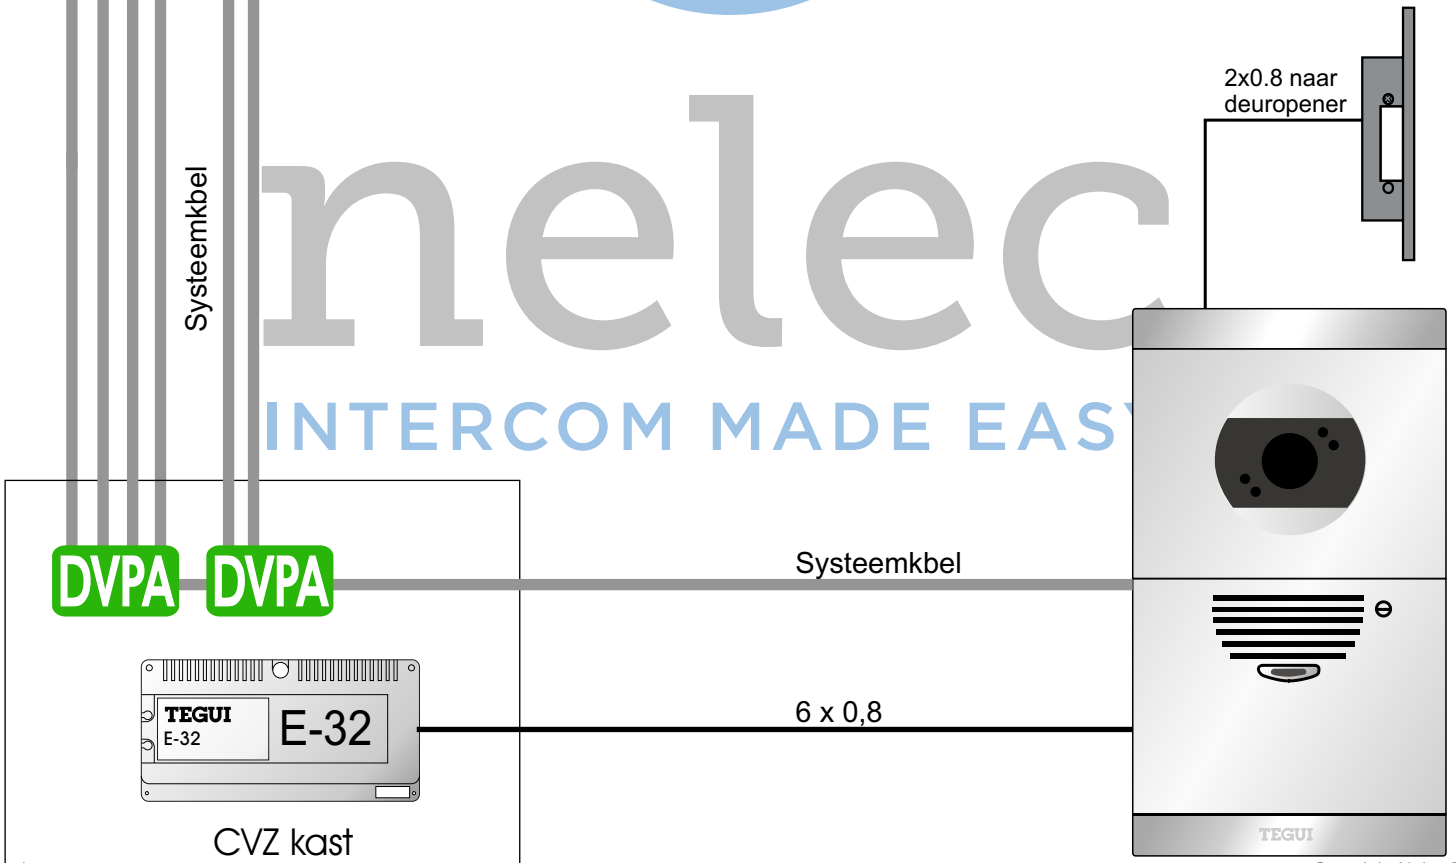 2x0.8 naar
deuropener
Systeemkbel
nelec
INTERCOM MADE EAS
DVPA DVPA
Systeemkbel
TEGUI
E-32
E-32
6 x 0,8
TEGUI
CVZ kast